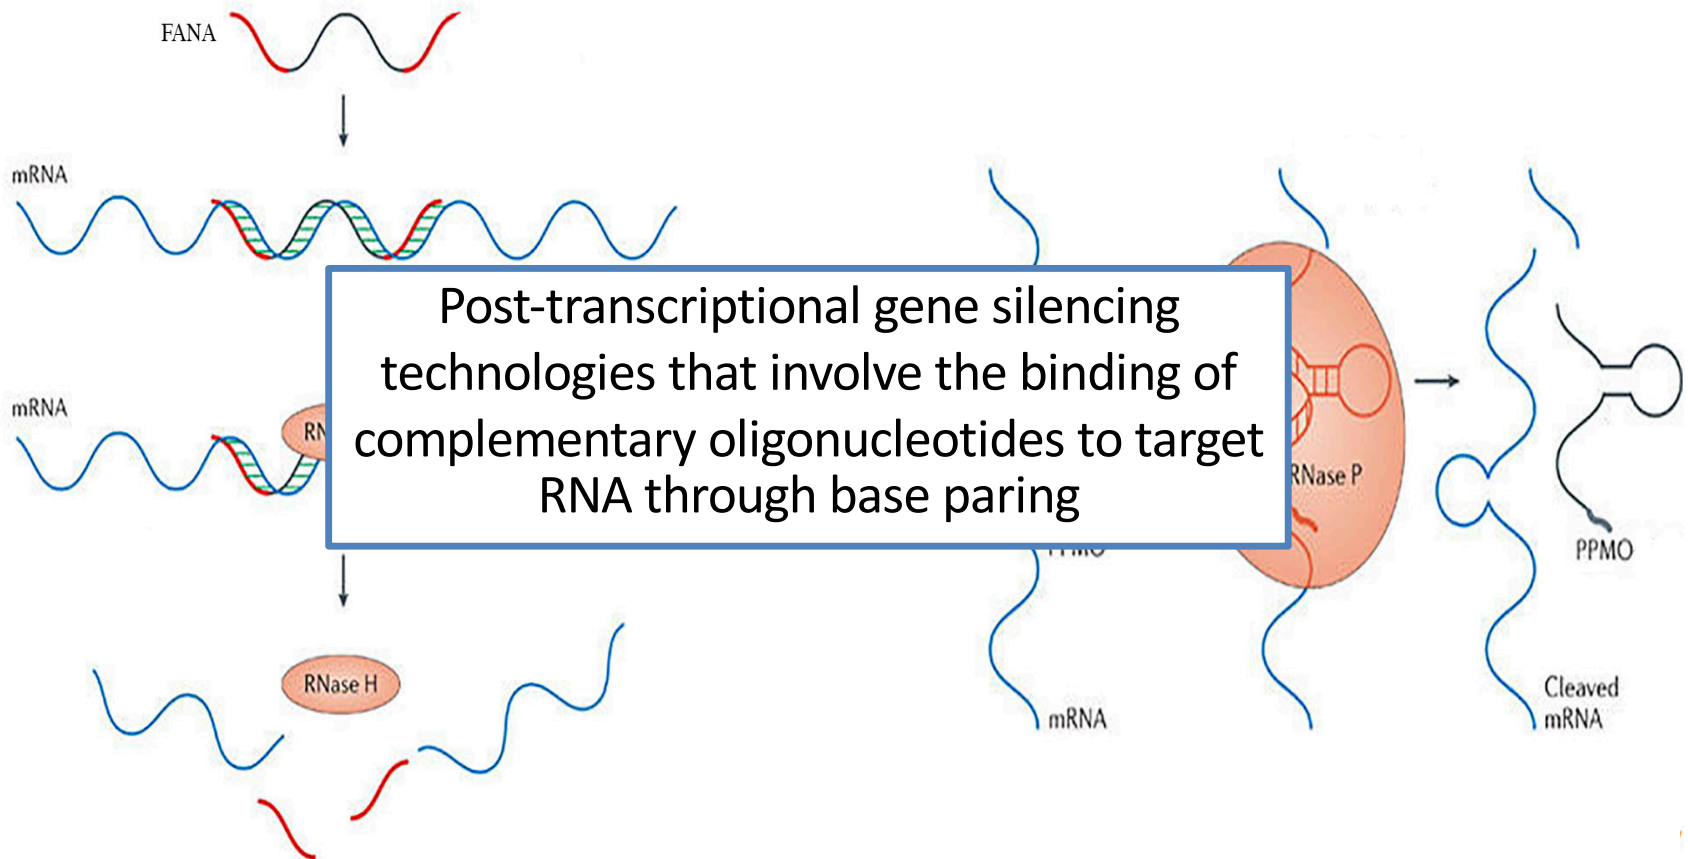 FANA
mRNA
mRNA
Post-transcriptional gene silencing
technologies that involve the binding of
complementary oligonucleotides to target
RNA through base paring
RNase P
PPMO
RNase H
mRNA
Cleaved
mRNA